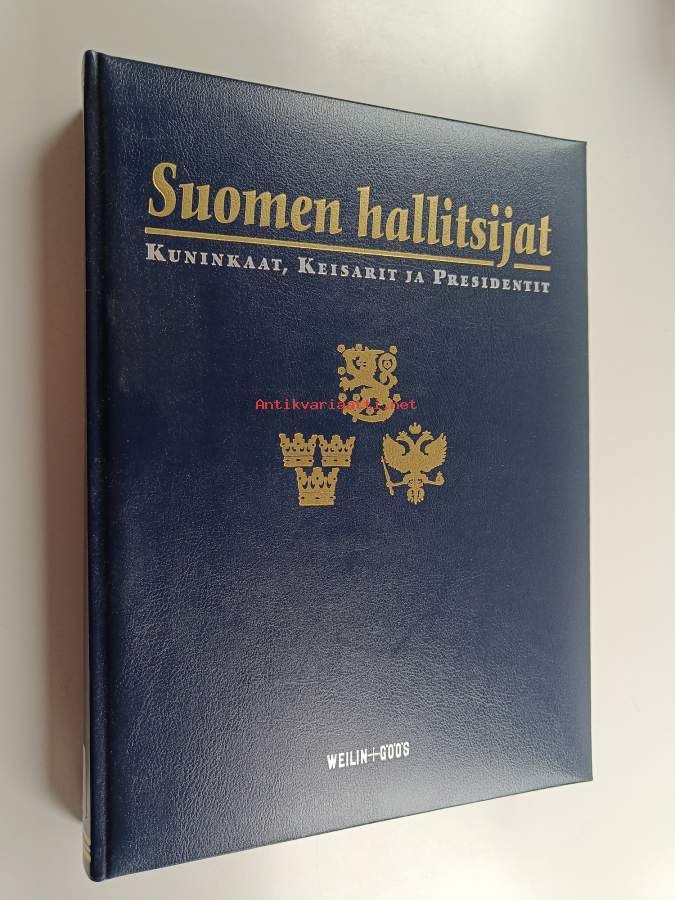 Suomen hallitsijat
Kuninkaat, Keisarit ja Presidentit
Antikvariaatti.net
WEILIN+GÖÖS